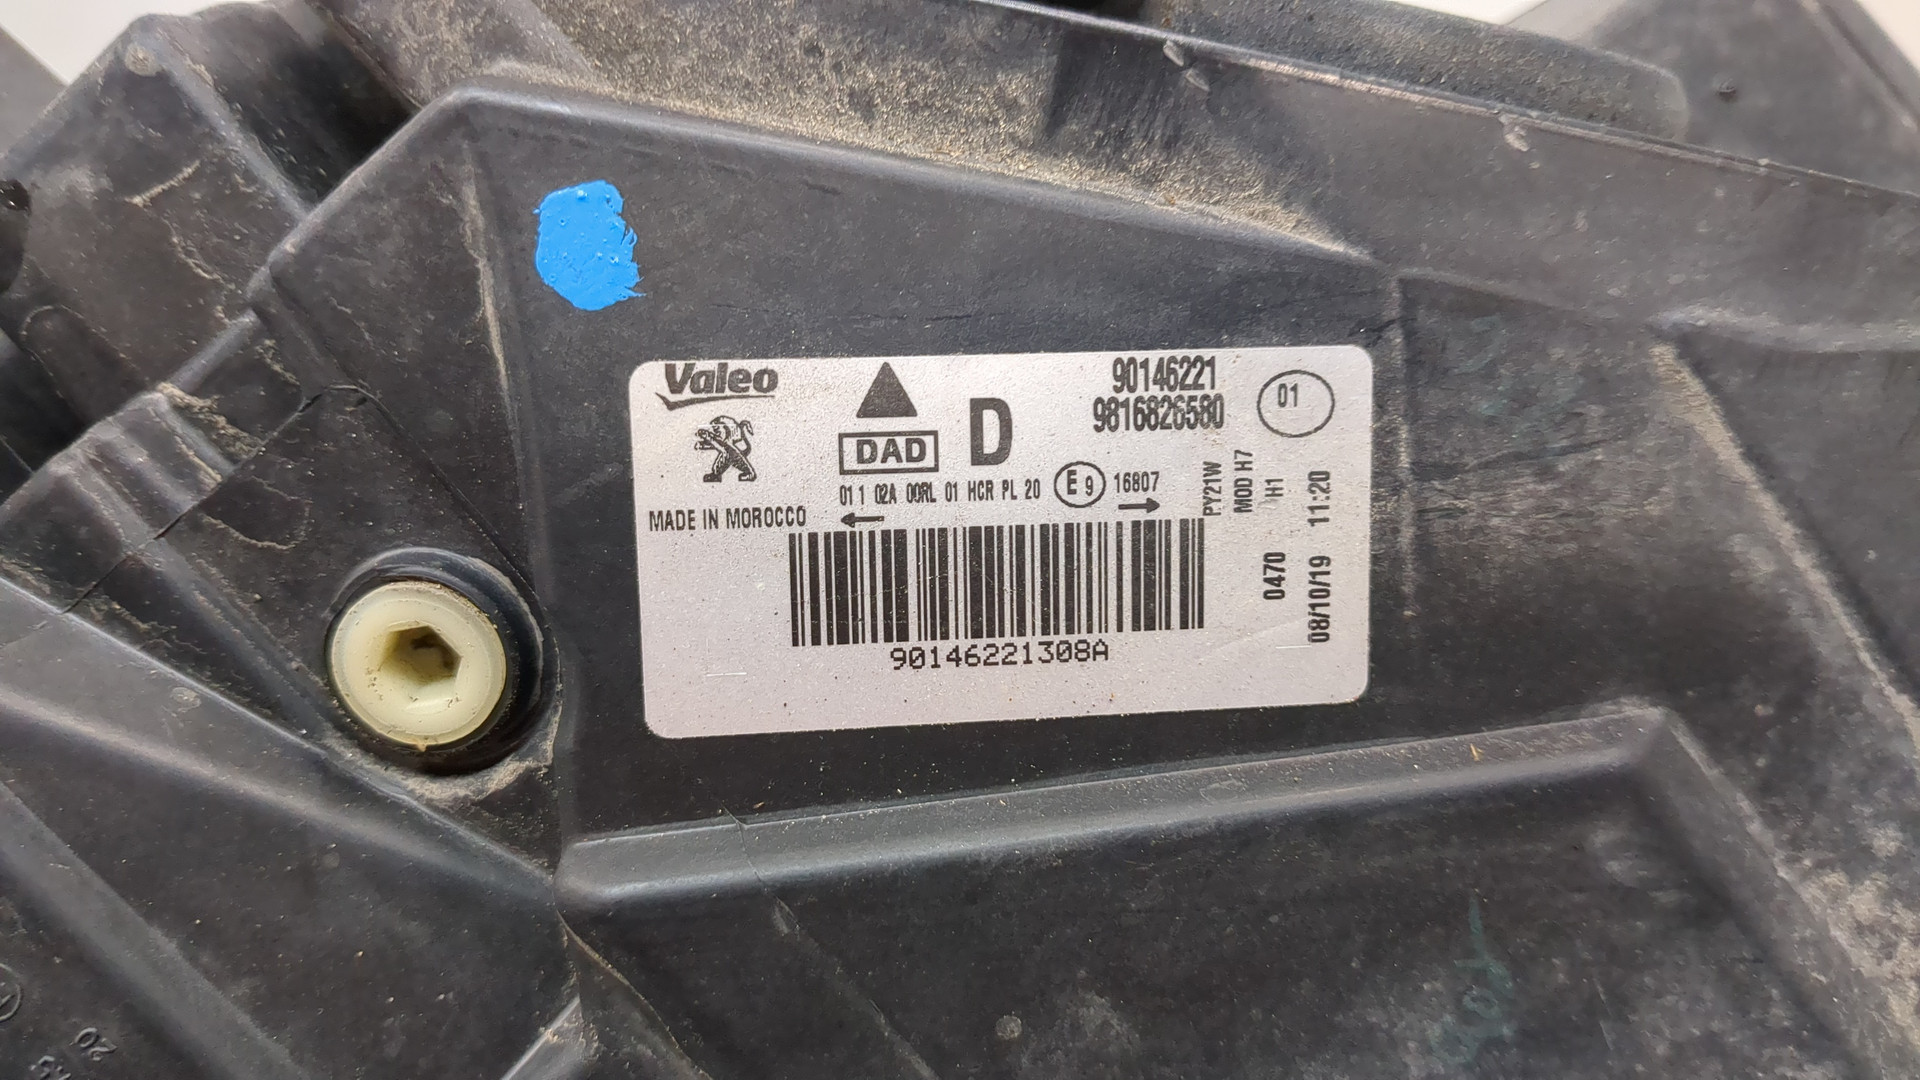 Valeo
90146221
9816826580
01
DAD
D
01 1 02A 00RL 01 HCR PL 20
E9
16807
MADE IN MOROCCO
PY21W
MOD H7
H1
0470
08/10/19 11:20
90146221308A
20